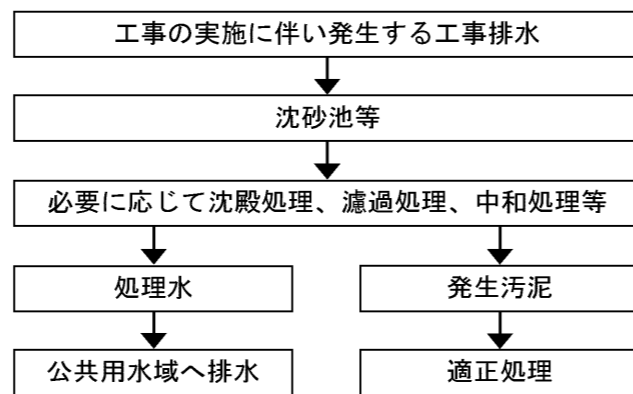 工事の実施に伴い発生する工事排水
沈砂池等
必要に応じて沈殿処理、濾過処理、中和処理等
処理水
発生汚泥
公共用水域へ排水
適正処理